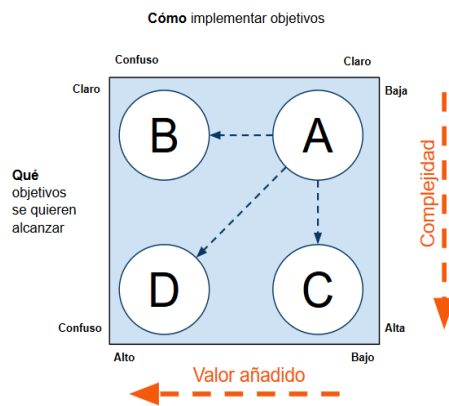 Cómo implementar objetivos
Confuso
Claro
Claro
Baja
B
A
Qué
objetivos
se quieren
alcanzar
Complejidad
D
C
Confuso
Alta
Alto
Bajo
Valor añadido